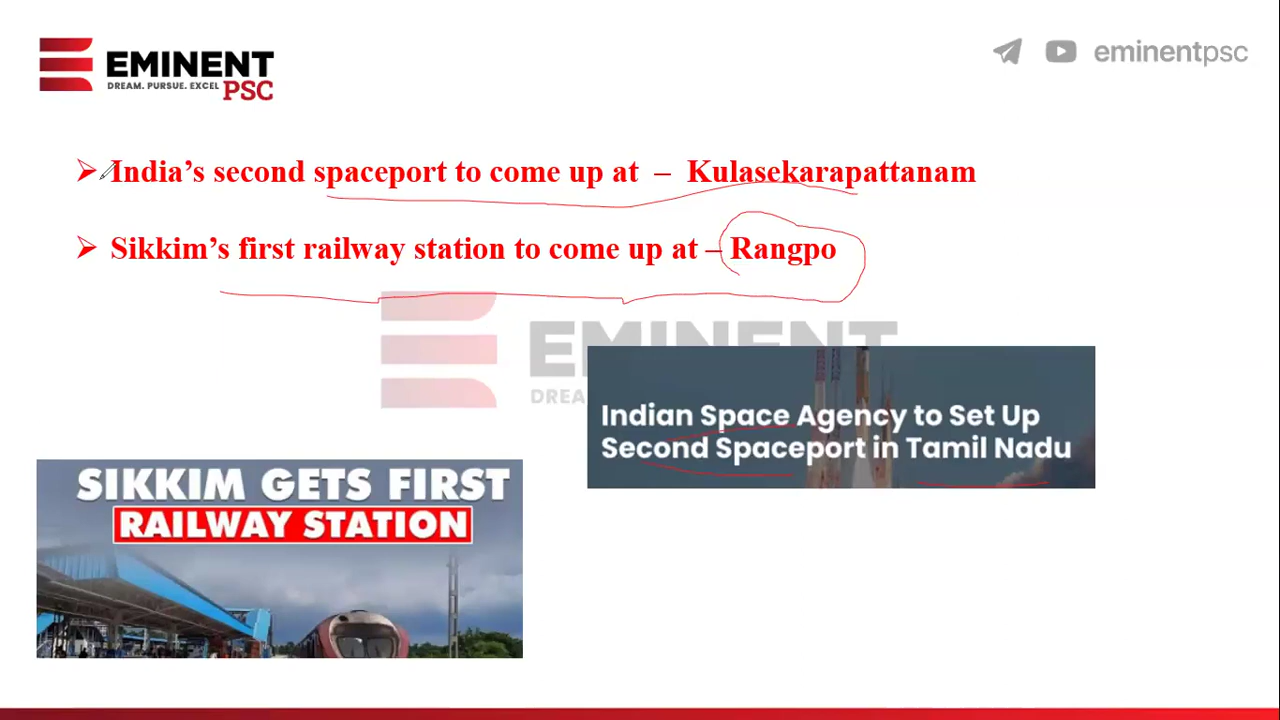 EMINENT
DREAM. PURSUE. EXCEL PSC
eminentpsc
➢ India’s second spaceport to come up at – Kulasekarapattanam
➢ Sikkim’s first railway station to come up at – Rangpo
EMINENT
DREA
Indian Space Agency to Set Up
Second Spaceport in Tamil Nadu
SIKKIM GETS FIRST
RAILWAY STATION